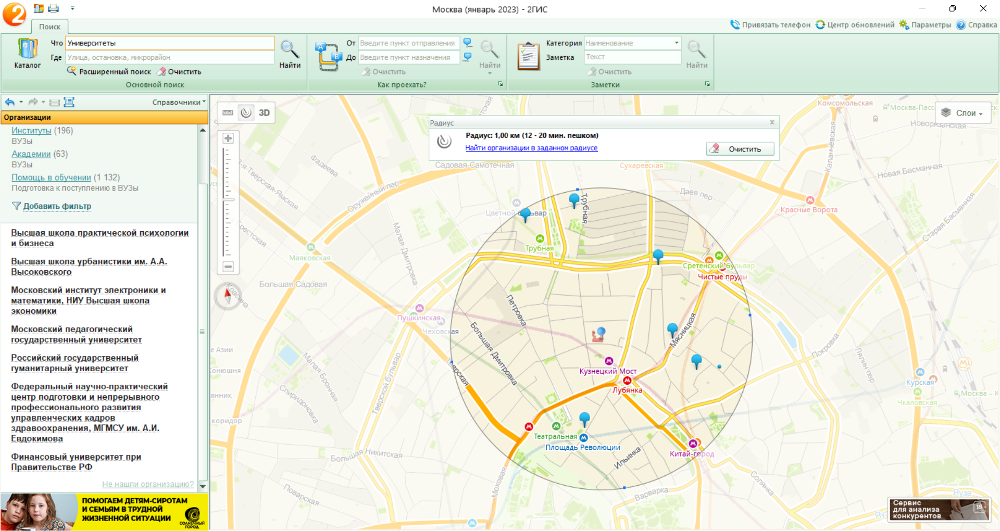 Москва (январь 2023) - 2ГИС
Поиск
Привязать телефон
Центр обновлений
Параметры
Справка
Каталог
Что Университеты
Где Улица, остановка, микрорайон
Расширенный поиск Очистить
Найти
Основной поиск
От Введите пункт отправления
До Введите пункт назначения
Очистить
Найти
Как проехать?
Категория Наименование
Заметка Текст
Очистить
Найти
Заметки
Справочники
Организации
Институты (196)
ВУЗы
Академии (63)
ВУЗы
Помощь в обучении (1 132)
Подготовка к поступлению в ВУЗы
Добавить фильтр
Высшая школа практической психологии
и бизнеса
Высшая школа урбанистики им. А.А.
Высоковского
Московский институт электроники и
математики, НИУ Высшая школа
экономики
Московский педагогический
государственный университет
Российский государственный
гуманитарный университет
Федеральный научно-практический
центр подготовки и непрерывного
профессионального развития
управленческих кадров
здравоохранения, МГМСУ им. А.И.
Евдокимова
Финансовый университет при
Правительстве РФ
Не нашли организацию?
ПОМОГАЕМ ДЕТЯМ-СИРОТАМ
И СЕМЬЯМ В ТРУДНОЙ
ЖИЗНЕННОЙ СИТУАЦИИ
СОЛНЕЧНЫЙ
ГОРОД
3D
Слои
Радиус
x
Радиус: 1,00 км (12 - 20 мин. пешком)
Найти организации в заданном радиусе
Очистить
Комсомольская
Новорязанская
Каланчёвская
Садовая-Самотечная
Сухаревская
Новая Басманная
Фадеева
Оружейный пер
Даев пер
Трубная
Цветной бульвар
Красные Ворота
Старая Басманная
Трубная
Маяковская
Малая Дмитровка
Сретенский бульвар
Чистые пруды
Большая Садовая
Петровка
Пушкинская
Чеховская
Большая Дмитровка
Мясницкая
Покровка
Лялин пер
Малая Бронная
Тверской бульвар
Тверская
Кузнецкий Мост
Лубянка
Спиридоновка
Курская
Чкаловская
коридор
Театральная
Площадь Революции
Ильинка
Китай-город
Большая Никитская
Моховая
Поварская
Варварка
Солянка
Яуза
Сервис
для анализа
конкурентов
18+